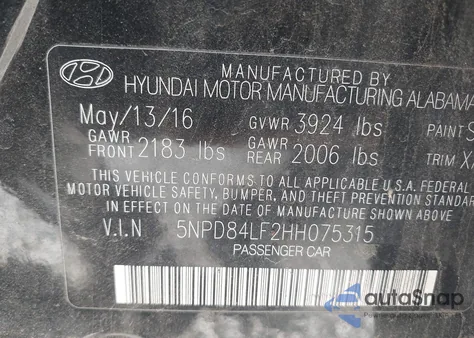 MANUFACTURED BY
HYUNDAI MOTOR MANUFACTURING ALABAMA
May/13/16 GVWR 3924 lbs PAINT
GAWR FRONT 2183 lbs GAWR REAR 2006 lbs TRIM
THIS VEHICLE CONFORMS TO ALL APPLICABLE U.S.A. FEDERAL
MOTOR VEHICLE SAFETY, BUMPER, AND THEFT PREVENTION STANDARD
IN EFFECT ON THE DATE OF MANUFACTURE SHOWN ABOVE
V.I.N 5NPD84LF2HH075315
PASSENGER CAR
autoSnap
POWERED BY